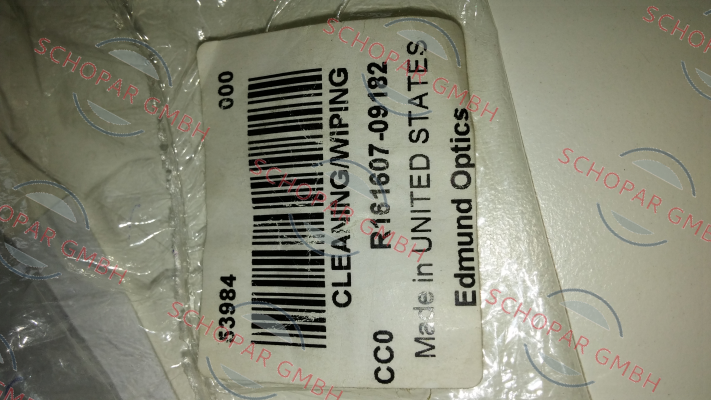 53984 000
CLEANING/WIPING
CC0 R161607-09182
Made in UNITED STATES
Edmund Optics
SCHOPAR GMBH
SCHOPAR GMBH
SCHOPAR GMBH
SCHOPAR GMBH
SCHOPAR GMBH
SCHOPAR GMBH
SCHOPAR GMBH
SCHOPAR GMBH